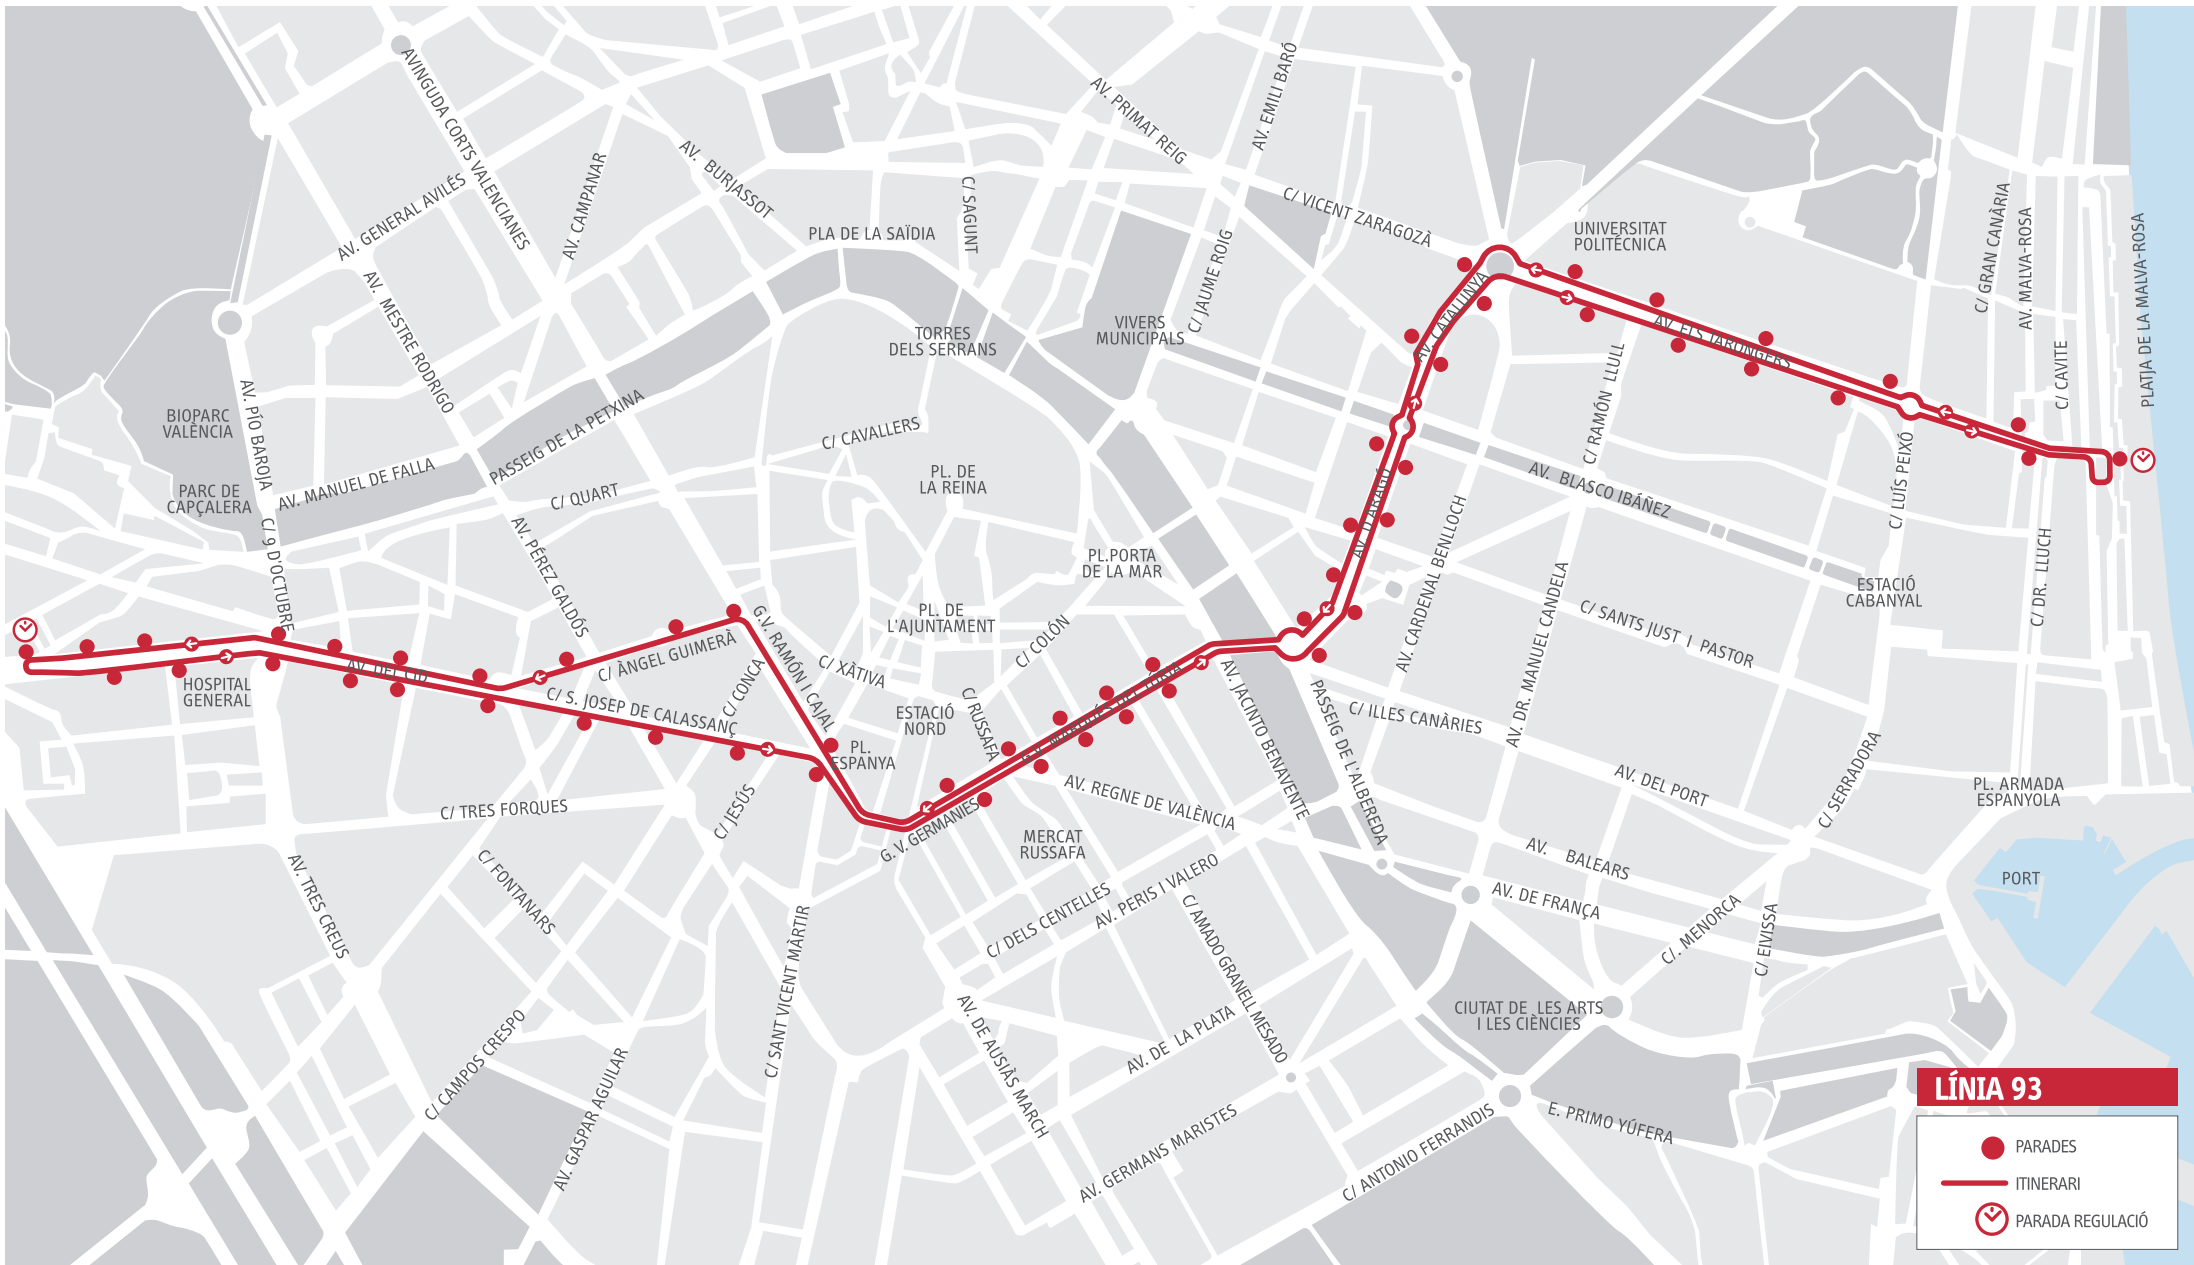 AVINGUDA CORTS VALENCIANES
AV. BURJASSOT
AV. CAMPANAR
AV. GENERAL AVILÉS
AV. MESTRE RODRIGO
AV. PÍO BAROJA
BIOPARC
VALÈNCIA
PARC DE
CAPÇALERA
AV. MANUEL DE FALLA
PASSEIG DE LA PETXINA
C/ QUART
C/ 9 D'OCTUBRE
AV. PÉREZ GALDÓS
PLA DE LA SAÏDIA
C/ SAGUNT
TORRES
DELS SERRANS
C/ CAVALLERS
PL. DE
LA REINA
AV. PRIMAT REIG
AV. EMILI BARÓ
C/ VICENT ZARAGOZÀ
C/ JAUME ROIG
VIVERS
MUNICIPALS
UNIVERSITAT
POLITÉCNICA
AV. CATALUNYA
AV. ELS TARONGERS
C/ RAMÓN LLULL
C/ GRAN CANÀRIA
AV. MALVA-ROSA
C/ CAVITE
PLATJA DE LA MALVA-ROSA
C/ LUÍS PEIXÓ
AV. BLASCO IBÁÑEZ
AV. D'ARAGÓ
AV. CARDENAL BENLLOCH
AV. DR. MANUEL CANDELA
C/ SANTS JUST I PASTOR
ESTACIÓ
CABANYAL
C/ DR. LLUCH
PL.PORTA
DE LA MAR
PL. DE
L'AJUNTAMENT
C/ COLÓN
C/ XÀTIVA
C/ RUSSAFA
ESTACIÓ
NORD
PL.
ESPANYA
G.V. RAMÓN I CAJAL
C/ ÀNGEL GUIMERÀ
C/ CONCA
C/ S. JOSEP DE CALASSANÇ
AV. DEL CID
HOSPITAL
GENERAL
C/ TRES FORQUES
C/ JESÚS
G. V. GERMANIES
G.V. MARQUÉS DEL TÚRIA
AV. JACINTO BENAVENTE
PASSEIG DE L'ALBEREDA
C/ ILLES CANÀRIES
AV. DEL PORT
C/ SERRADORA
PL. ARMADA
ESPANYOLA
AV. REGNE DE VALÈNCIA
MERCAT
RUSSAFA
C/ DELS CENTELLES
AV. PERIS I VALERO
AV. BALEARS
AV. DE FRANÇA
C/. MENORCA
C/ EIVISSA
PORT
C/ FONTANARS
AV. TRES CREUS
C/ SANT VICENT MÀRTIR
C/ AMADO GRANELL MESADO
AV. DE AUSIÀS MARCH
AV. DE LA PLATA
CIUTAT DE LES ARTS
I LES CIÈNCIES
C/ CAMPOS CRESPO
AV. GASPAR AGUILAR
AV. GERMANS MARISTES
C/ ANTONIO FERRANDIS
E. PRIMO YÚFERA
LÍNIA 93
PARADES
ITINERARI
PARADA REGULACIÓ